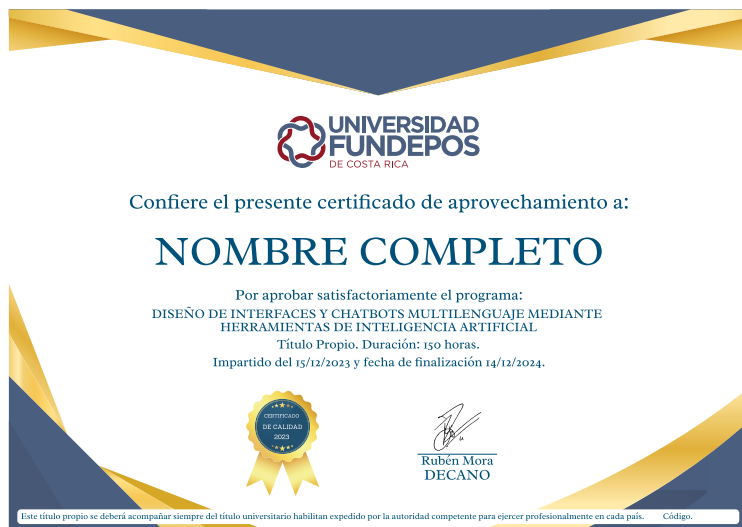 UNIVERSIDAD
FUNDEPOS
DE COSTA RICA
Confiere el presente certificado de aprovechamiento a:
NOMBRE COMPLETO
Por aprobar satisfactoriamente el programa:
DISEÑO DE INTERFACES Y CHATBOTS MULTILENGUAJE MEDIANTE
HERRAMIENTAS DE INTELIGENCIA ARTIFICIAL
Título Propio. Duración: 150 horas.
Impartido del 15/12/2023 y fecha de finalización 14/12/2024.
CERTIFICADO
DE CALIDAD
2023
Rubén Mora
DECANO
Este título propio se deberá acompañar siempre del título universitario habilitan expedido por la autoridad competente para ejercer profesionalmente en cada país. Código.